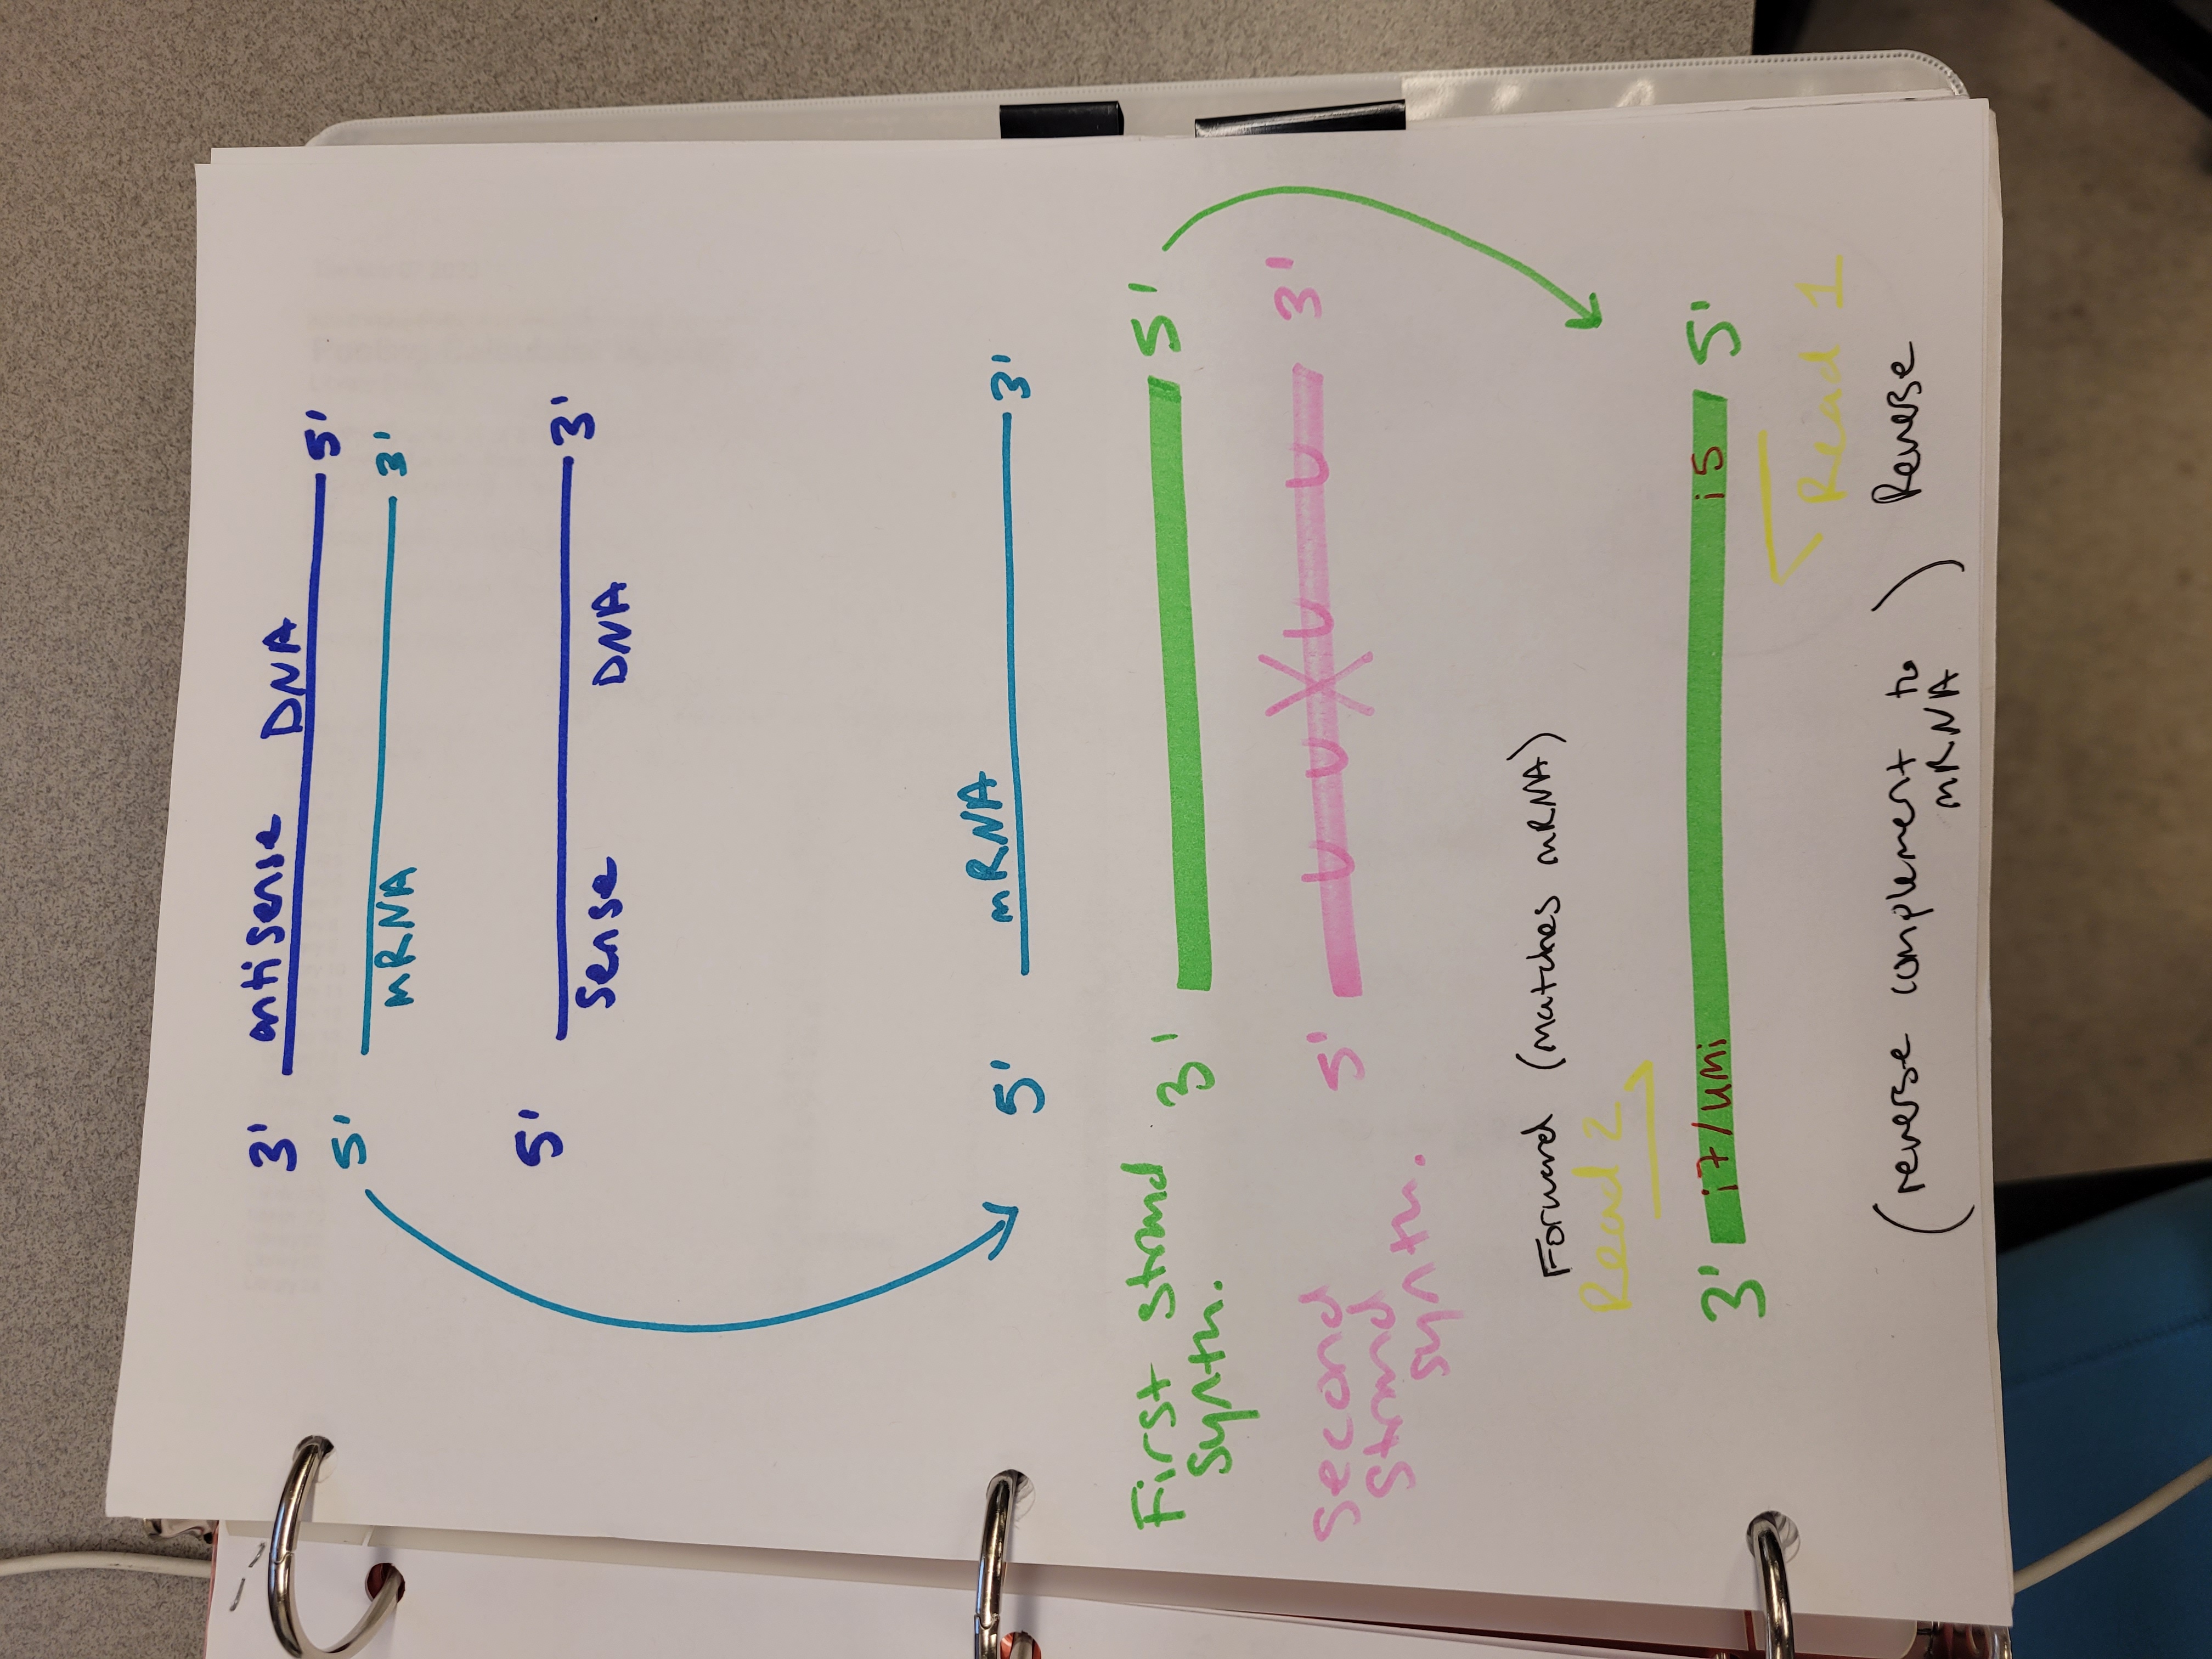 3' antisense DNA 5'
5' mRNA 3'
5' 3'
sense DNA
mRNA
5' 3'
First strand
synth.
3' 5'
Second
strand
synth.
5' U U X U U 3'
Forward (matches mRNA)
Read 2
3' i7/UMi i5 5'
Read 1
(reverse complement to
mRNA) Reverse